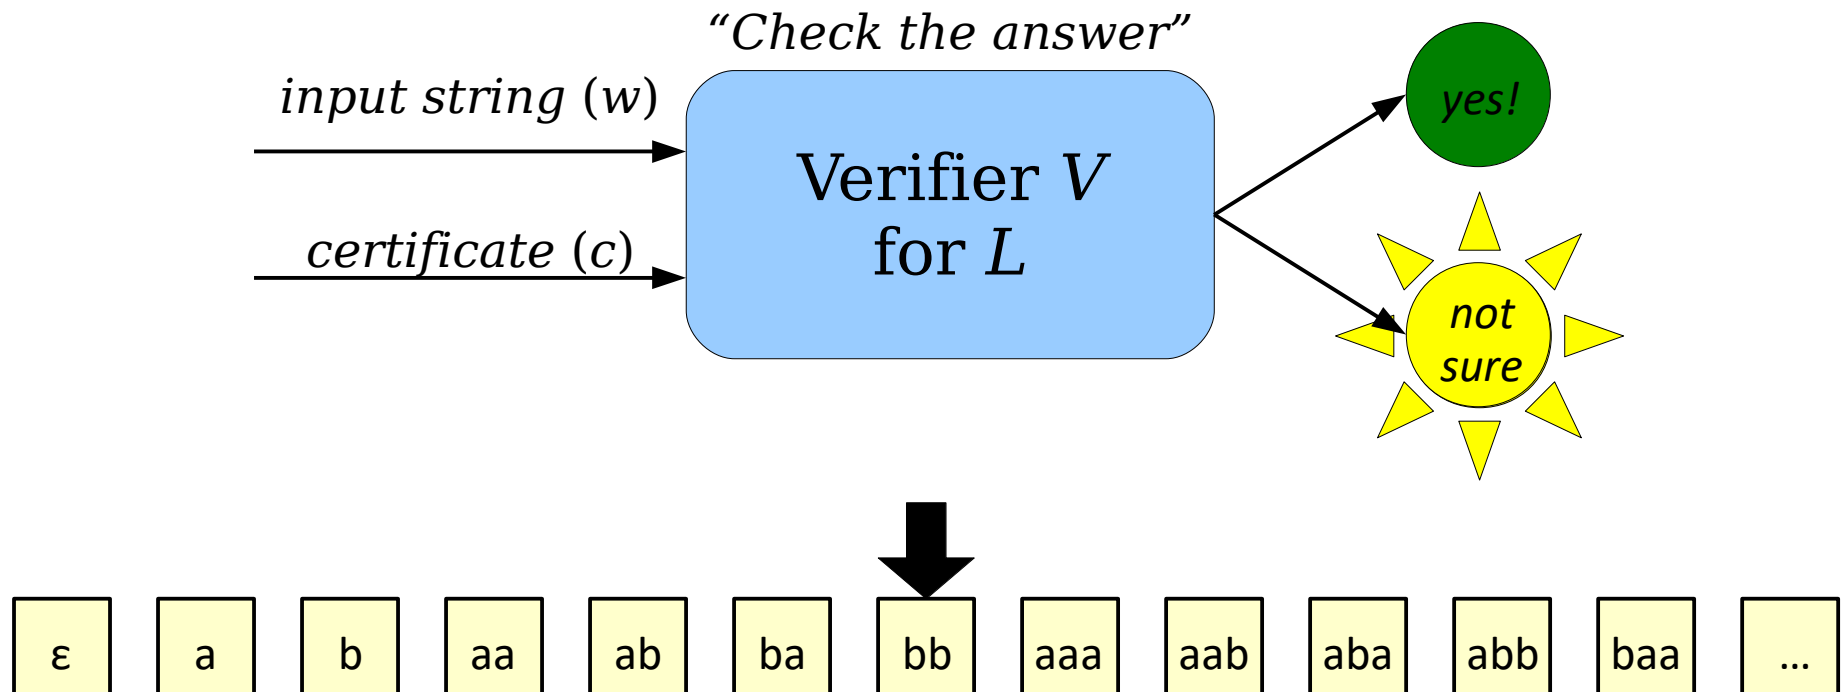 “Check the answer”
input string (w)
certificate (c)
Verifier V
for L
yes!
not
sure
ε a b aa ab ba bb aaa aab aba abb baa ...